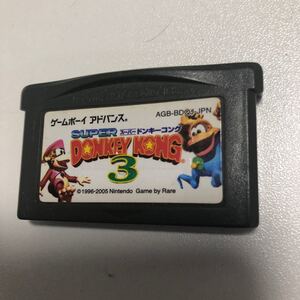 ゲームボーイ アドバンス®
AGB-BDQJ-JPN
SUPER スーパードンキーコング
DONKEY KONG
3
©1996-2005 Nintendo Game by Rare